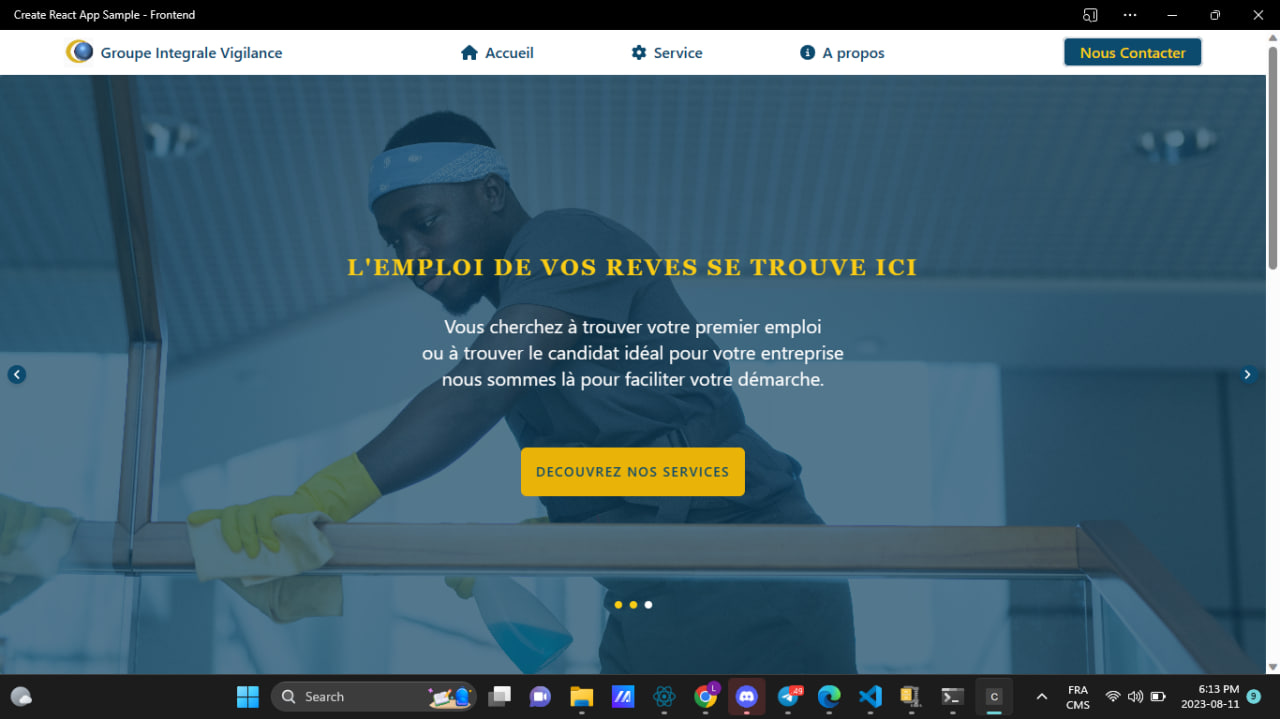 Create React App Sample - Frontend
Groupe Integrale Vigilance
Accueil
Service
A propos
Nous Contacter
L'EMPLOI DE VOS REVES SE TROUVE ICI
Vous cherchez à trouver votre premier emploi
ou à trouver le candidat idéal pour votre entreprise
nous sommes là pour faciliter votre démarche.
DECOUVREZ NOS SERVICES
Search
L
49
C
FRA
CMS
6:13 PM
2023-08-11
9